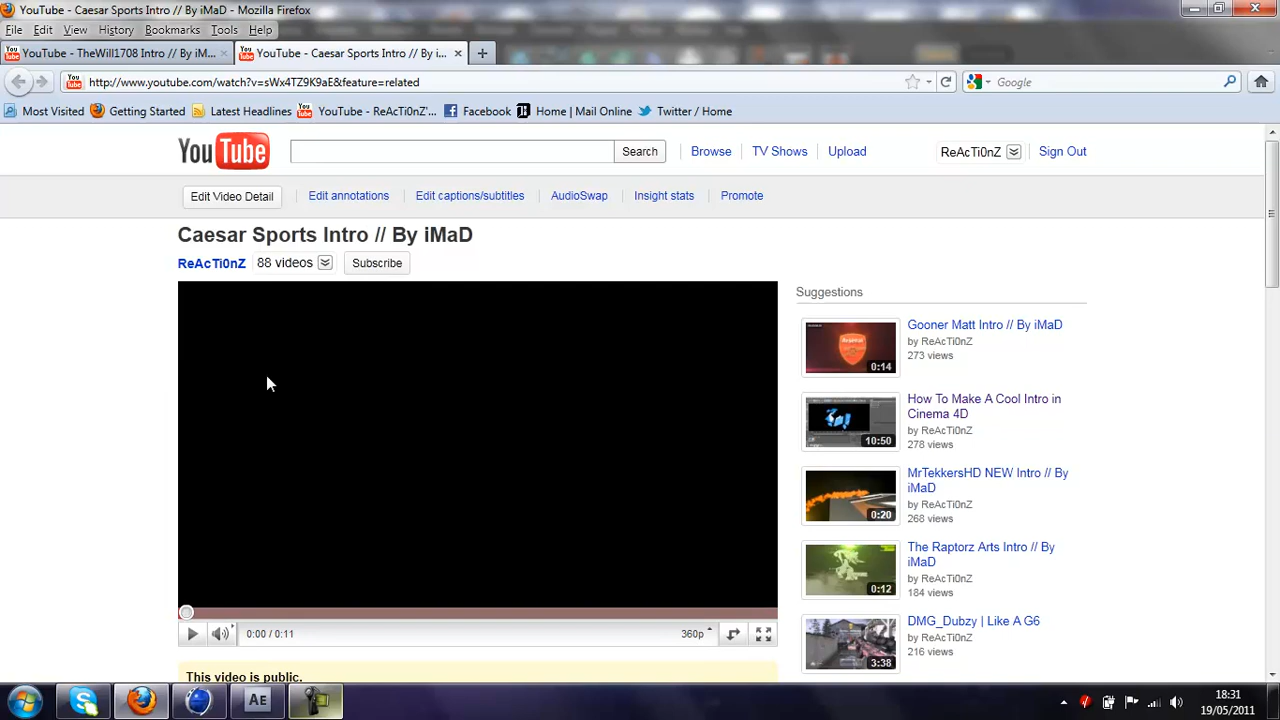 YouTube - Caesar Sports Intro // By iMaD - Mozilla Firefox
File Edit View History Bookmarks Tools Help
YouTube - TheWill1708 Intro // By iM...
YouTube - Caesar Sports Intro // By i...
http://www.youtube.com/watch?v=sWx4TZ9K9aE&feature=related
Google
Most Visited Getting Started Latest Headlines YouTube - ReAcTi0nZ'... Facebook Home | Mail Online Twitter / Home
YouTube
Search
Browse TV Shows Upload
ReAcTi0nZ Sign Out
Edit Video Detail Edit annotations Edit captions/subtitles AudioSwap Insight stats Promote
Caesar Sports Intro // By iMaD
ReAcTi0nZ 88 videos Subscribe
0:00 / 0:11 360p
This video is public.
Suggestions
Gooner Matt Intro // By iMaD
by ReAcTi0nZ
273 views
0:14
How To Make A Cool Intro in
Cinema 4D
by ReAcTi0nZ
278 views
10:50
MrTekkersHD NEW Intro // By
iMaD
by ReAcTi0nZ
268 views
0:20
The Raptorz Arts Intro // By
iMaD
by ReAcTi0nZ
184 views
0:12
DMG_Dubzy | Like A G6
by ReAcTi0nZ
216 views
3:38
AE
18:31
19/05/2011